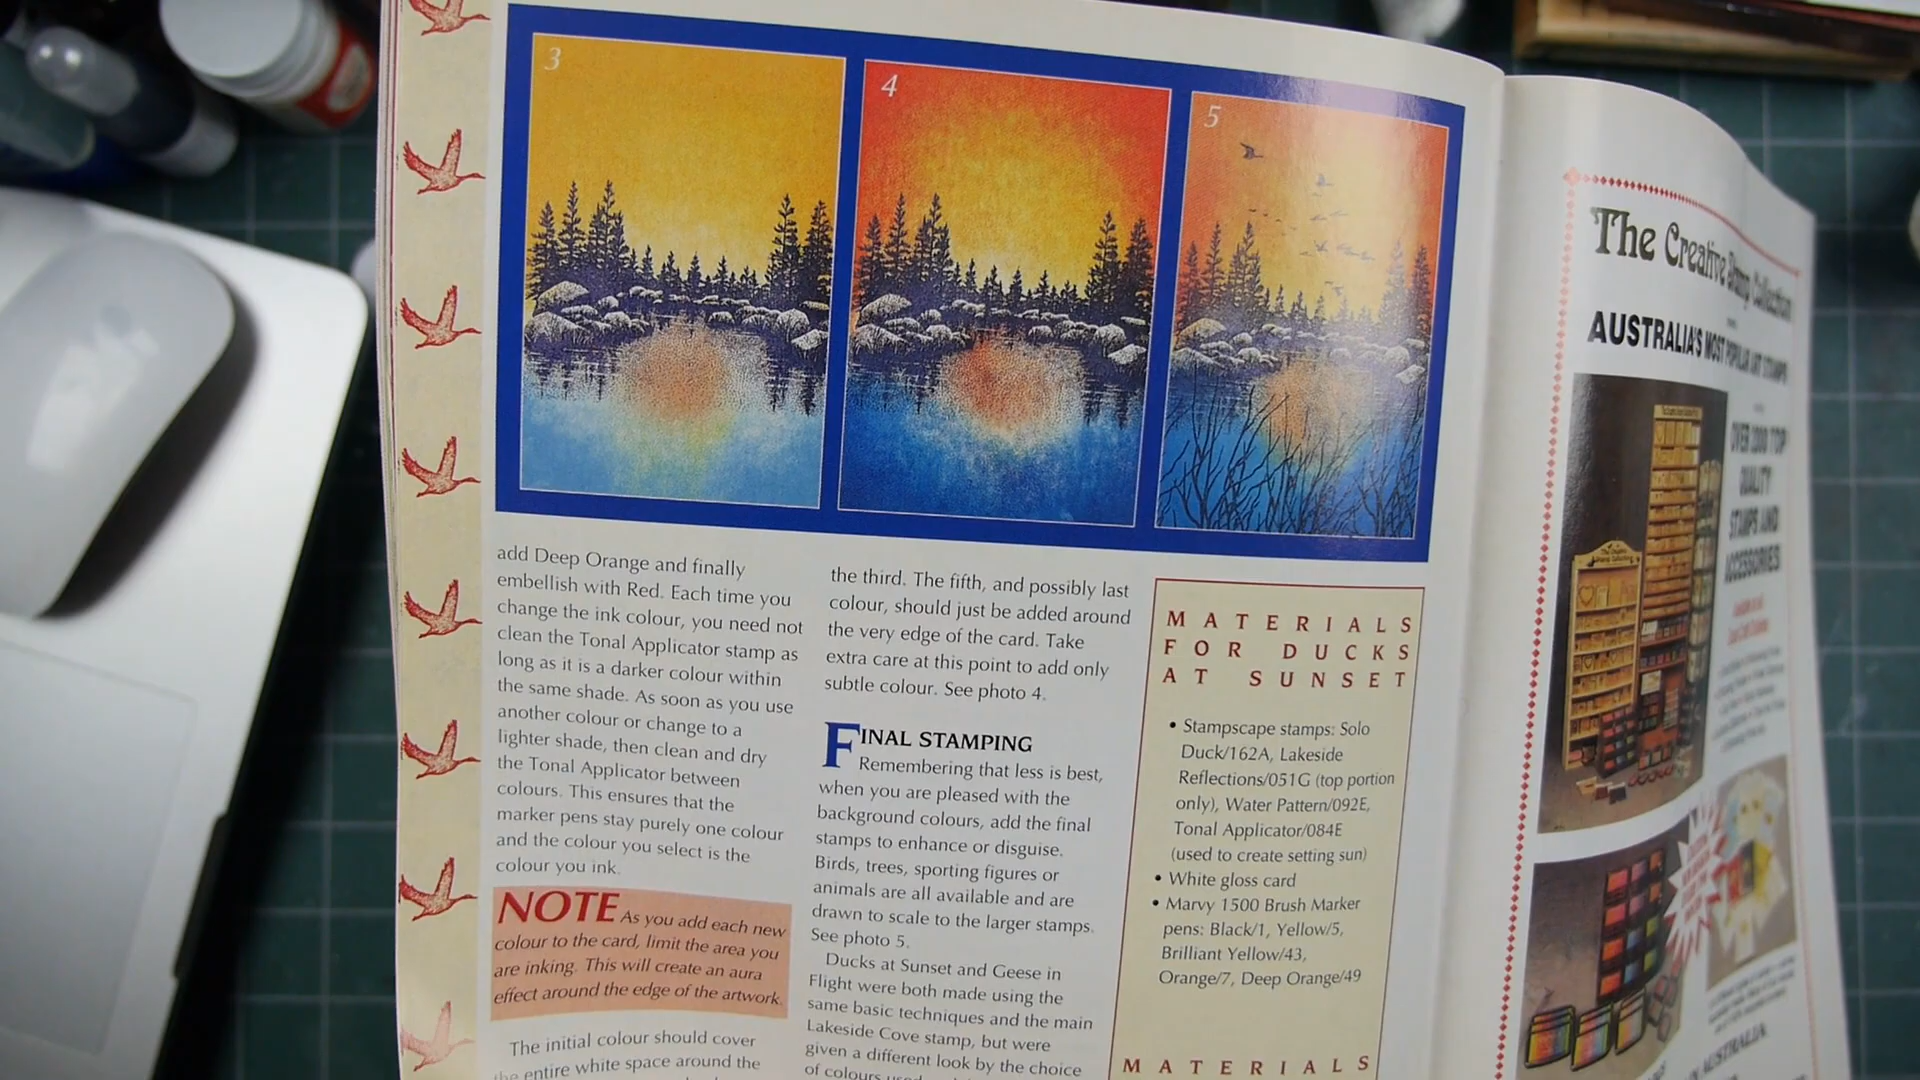 3
4
5
add Deep Orange and finally
embellish with Red. Each time you
change the ink colour, you need not
clean the Tonal Applicator stamp as
long as it is a darker colour within
the same shade. As soon as you use
another colour or change to a
lighter shade, then clean and dry
the Tonal Applicator between
colours. This ensures that the
marker pens stay purely one colour
and the colour you select is the
colour you ink.
NOTE As you add each new
colour to the card, limit the area you
are inking. This will create an aura
effect around the edge of the artwork.
The initial colour should cover
the entire white space around the
the third. The fifth, and possibly last
colour, should just be added around
the very edge of the card. Take
extra care at this point to add only
subtle colour. See photo 4.
FINAL STAMPING
Remembering that less is best,
when you are pleased with the
background colours, add the final
stamps to enhance or disguise.
Birds, trees, sporting figures or
animals are all available and are
drawn to scale to the larger stamps.
See photo 5.
Ducks at Sunset and Geese in
Flight were both made using the
same basic techniques and the main
Lakeside Cove stamp, but were
given a different look by the choice
of colours
MATERIALS
FOR DUCKS
AT SUNSET
• Stampscape stamps: Solo
Duck/162A, Lakeside
Reflections/051G (top portion
only), Water Pattern/092E,
Tonal Applicator/084E
(used to create setting sun)
• White gloss card
• Marvy 1500 Brush Marker
pens: Black/1, Yellow/5,
Brilliant Yellow/43,
Orange/7, Deep Orange/49
MATERIALS
The Creative Stamp Collection
AUSTRALIA'S MOST POPULAR ART STAMPS
OVER 2000 TOP
QUALITY
STAMPS AND
ACCESSORIES
AUSTRALIA